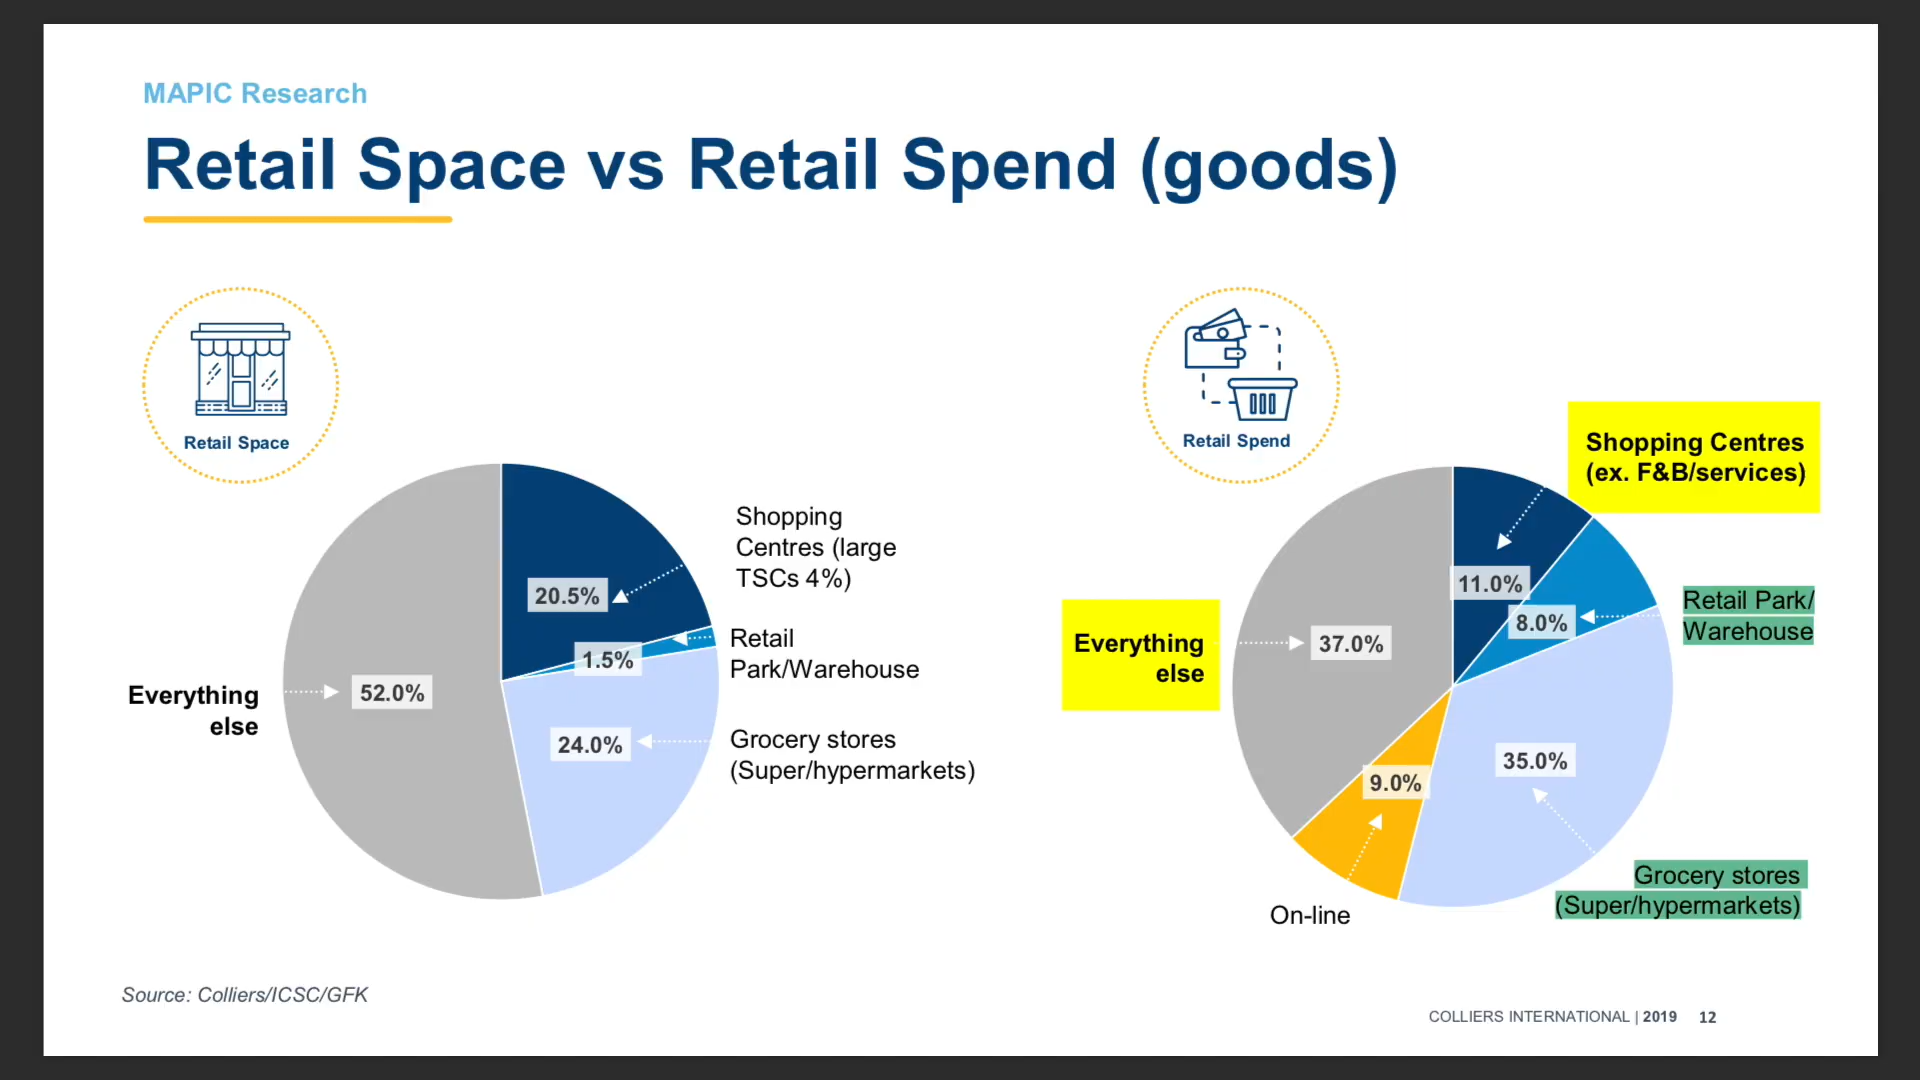 MAPIC Research
Retail Space vs Retail Spend (goods)
Retail Space
Shopping
Centres (large
TSCs 4%)
20.5%
Retail
Park/Warehouse
1.5%
Everything
else
52.0%
24.0%
Grocery stores
(Super/hypermarkets)
Retail Spend
Shopping Centres
(ex. F&B/services)
11.0%
Retail Park/
Warehouse
8.0%
Everything
else
37.0%
35.0%
9.0%
Grocery stores
(Super/hypermarkets)
On-line
Source: Colliers/ICSC/GFK
COLLIERS INTERNATIONAL | 2019 12